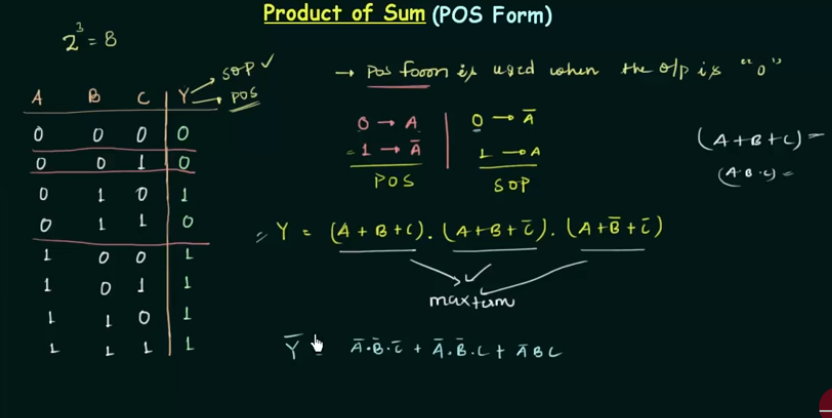 Product of Sum (POS Form)
2³ = 8
SOP ✓
POS
→ POS form is used when the o/p is "0"
A B C Y
0 0 0 0
0 0 1 0
0 1 0 1
0 1 1 0
1 0 0 1
1 0 1 1
1 1 0 1
1 1 1 1
0 → A
1 → Ā
POS
0 → Ā
1 → A
SOP
(A+B+C) =
(A·B·C) =
Y = (A + B + C) . (A + B + C̅) . (A + B̅ + C̅)
maxterm
Y̅ = Ā·B̅·C̅ + Ā·B̅·C + ĀBC